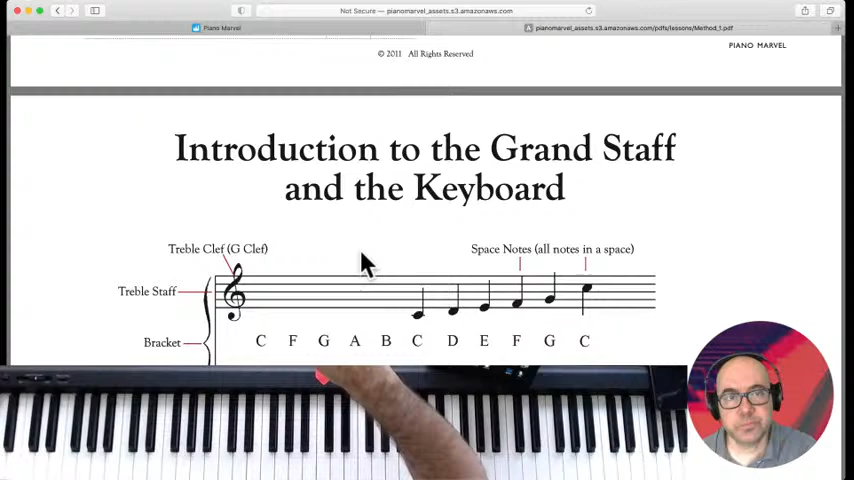 Not Secure — pianomarvel_assets.s3.amazonaws.com
Piano Marvel
pianomarvel_assets.s3.amazonaws.com/pdfs/lessons/Method_1.pdf
© 2011 All Rights Reserved
PIANO MARVEL
Introduction to the Grand Staff
and the Keyboard
Treble Clef (G Clef)
Space Notes (all notes in a space)
Treble Staff
Bracket
C F G A B C D E F G C